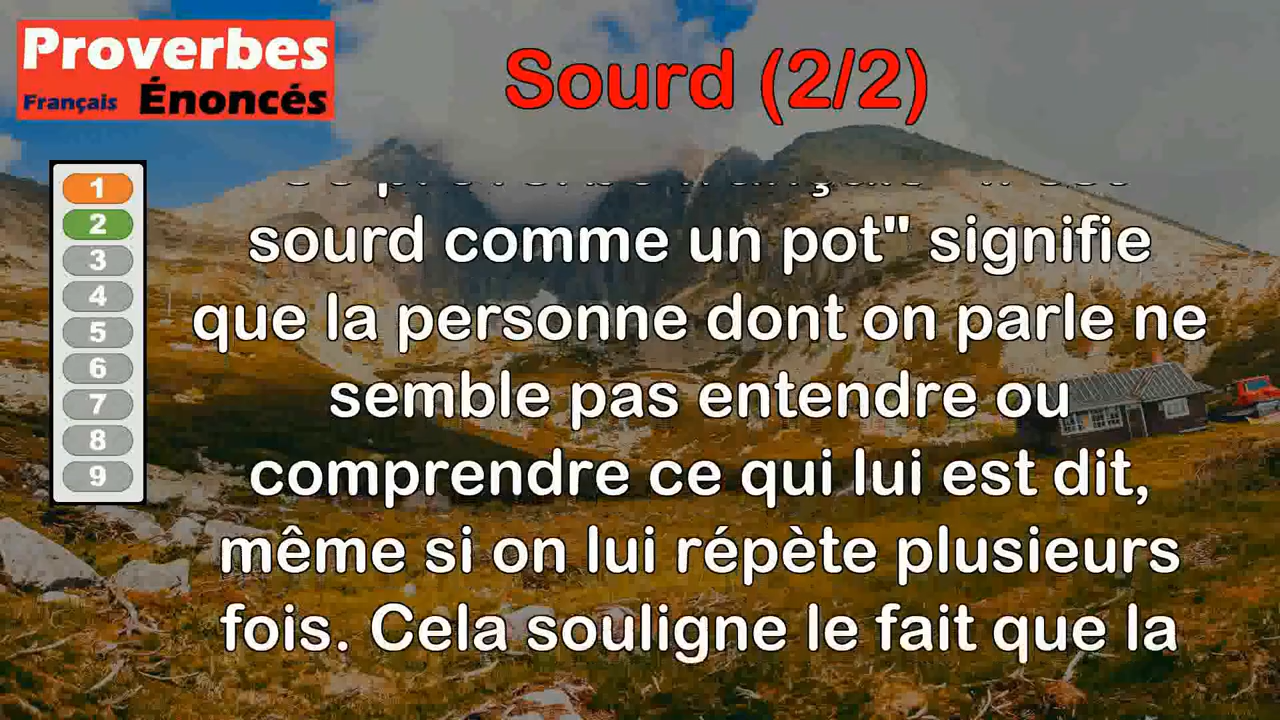 Proverbes
Français Énoncés
Sourd (2/2)
1
2
3
4
5
6
7
8
9
sourd comme un pot" signifie
que la personne dont on parle ne
semble pas entendre ou
comprendre ce qui lui est dit,
même si on lui répète plusieurs
fois. Cela souligne le fait que la